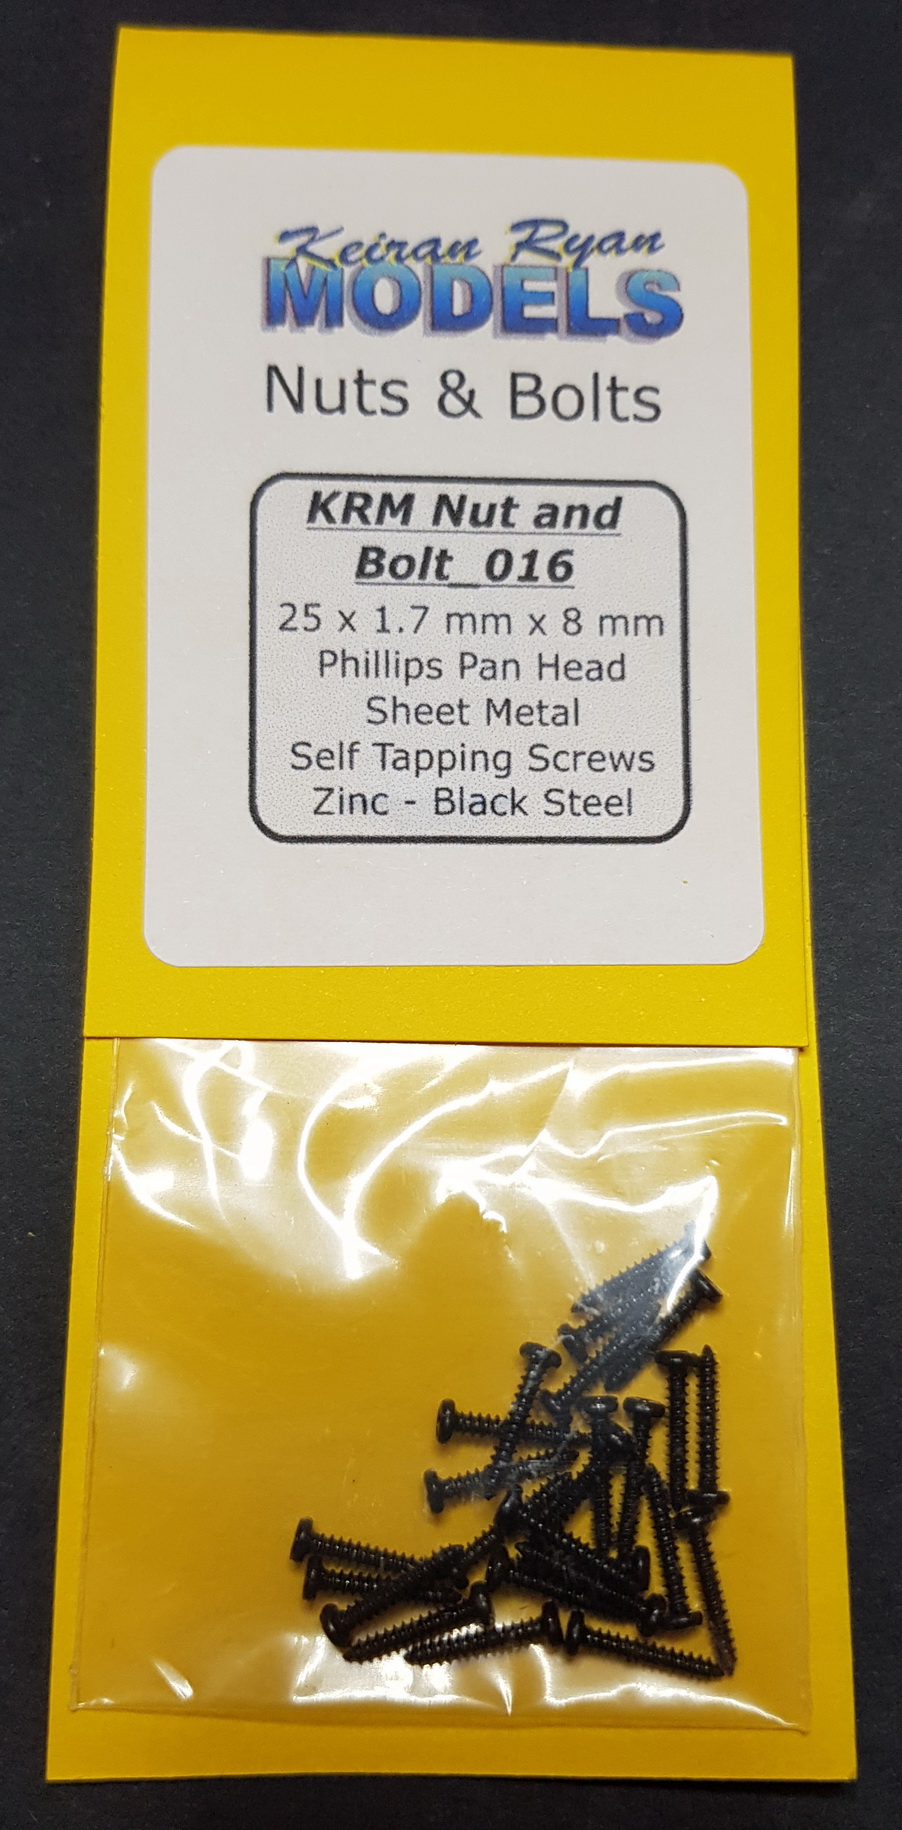 Keiran Ryan
MODELS
Nuts & Bolts
KRM Nut and
Bolt_016
25 x 1.7 mm x 8 mm
Phillips Pan Head
Sheet Metal
Self Tapping Screws
Zinc - Black Steel